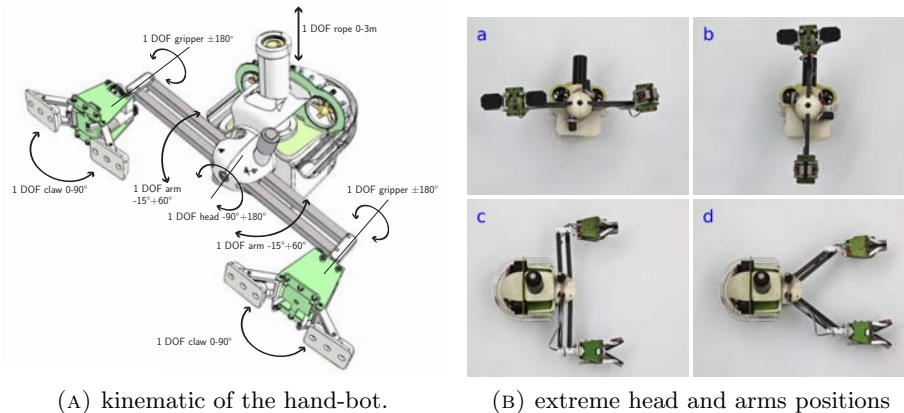 1 DOF rope 0-3m
1 DOF gripper ±180°
1 DOF claw 0-90°
1 DOF arm
-15°+60°
1 DOF gripper ±180°
1 DOF head -90°+180°
1 DOF arm -15°+60°
1 DOF claw 0-90°
(A) kinematic of the hand-bot.
a
b
c
d
(B) extreme head and arms positions